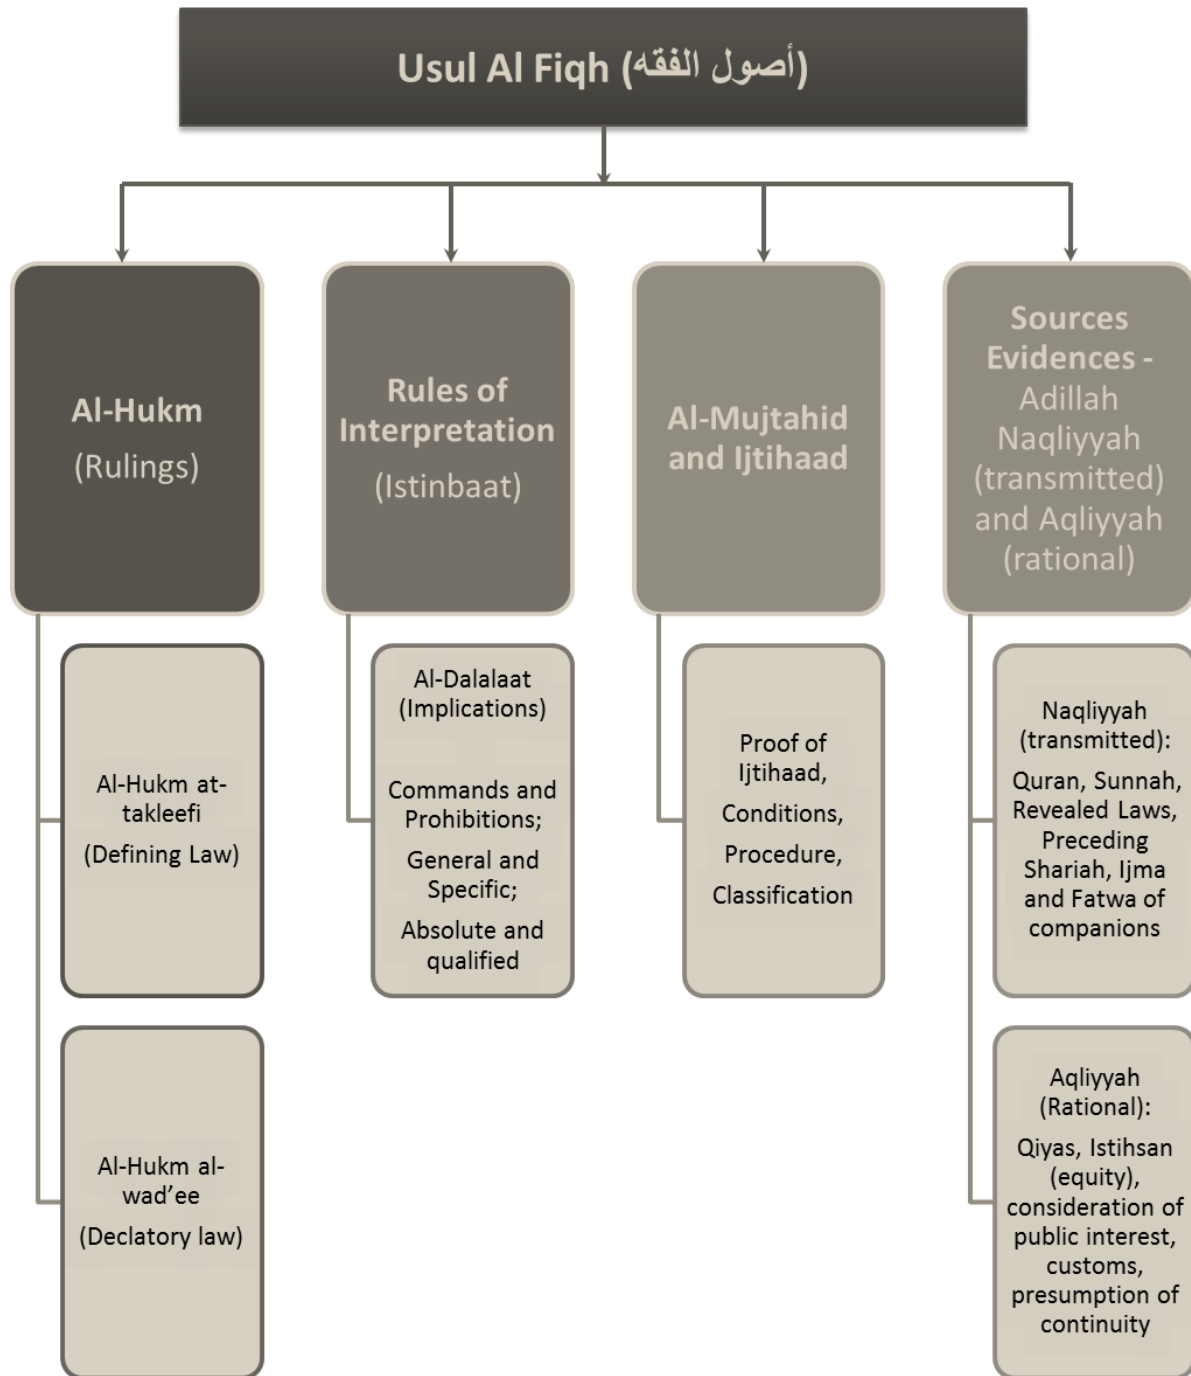 Usul Al Fiqh (أصول الفقه)
Al-Hukm
(Rulings)
Al-Hukm at-
takleefi
(Defining Law)
Al-Hukm al-
wad’ee
(Declatory law)
Rules of
Interpretation
(Istinbaat)
Al-Dalalaat
(Implications)
Commands and
Prohibitions;
General and
Specific;
Absolute and
qualified
Al-Mujtahid
and Ijtihaad
Proof of
Ijtihaad,
Conditions,
Procedure,
Classification
Sources
Evidences -
Adillah
Naqliyyah
(transmitted)
and Aqliyyah
(rational)
Naqliyyah
(transmitted):
Quran, Sunnah,
Revealed Laws,
Preceding
Shariah, Ijma
and Fatwa of
companions
Aqliyyah
(Rational):
Qiyas, Istihsan
(equity),
consideration of
public interest,
customs,
presumption of
continuity